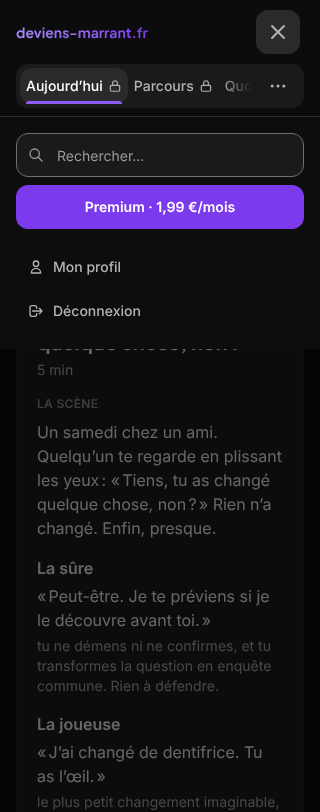 deviens-marrant.fr
Aujourd’hui Parcours Quo
Rechercher…
Premium · 1,99 €/mois
Mon profil
Déconnexion
quelque chose, non ?
5 min
LA SCÈNE
Un samedi chez un ami.
Quelqu’un te regarde en plissant
les yeux : « Tiens, tu as changé
quelque chose, non ? » Rien n’a
changé. Enfin, presque.
La sûre
« Peut-être. Je te préviens si je
le découvre avant toi. »
tu ne démens ni ne confirmes, et tu
transformes la question en enquête
commune. Rien à défendre.
La joueuse
« J’ai changé de dentifrice. Tu
as l’œil. »
le plus petit changement imaginable,